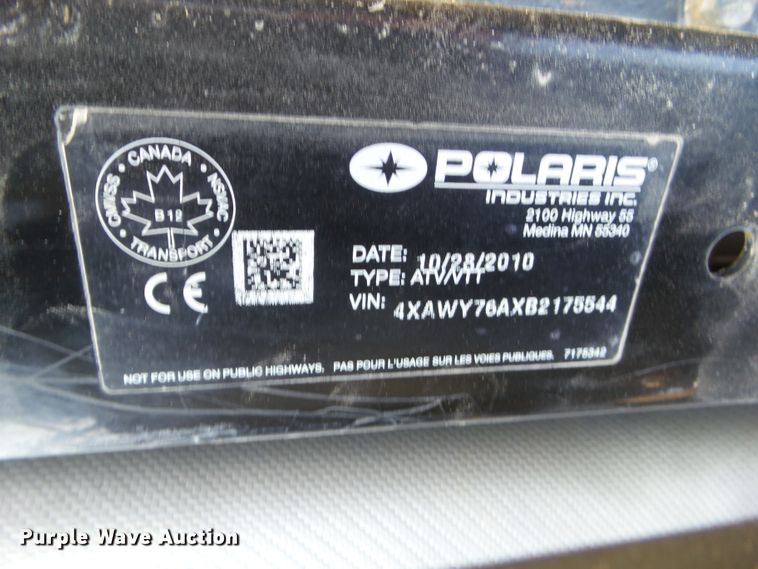 CANADA
NSVAC
TRANSPORT
CMVSS
B 12
CE
POLARIS®
INDUSTRIES INC.
2100 Highway 55
Medina MN 55340
DATE: 10/28/2010
TYPE: ATV/VTT
VIN: 4XAWY76AXB2175544
NOT FOR USE ON PUBLIC HIGHWAYS. PAS POUR L'USAGE SUR LES VOIES PUBLIQUES. 7175342
Purple Wave Auction